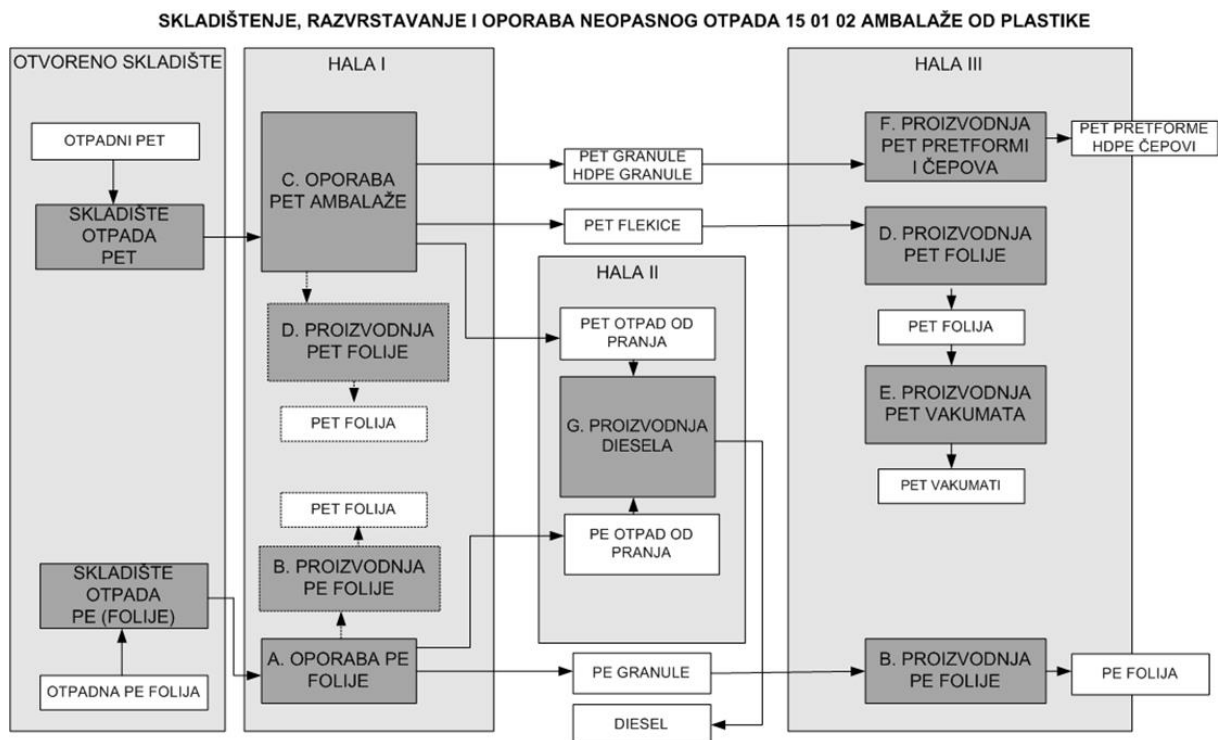 SKLADIŠTENJE, RAZVRSTAVANJE I OPORABA NEOPASNOG OTPADA 15 01 02 AMBALAŽE OD PLASTIKE
OTVORENO SKLADIŠTE
OTPADNI PET
SKLADIŠTE
OTPADA
PET
SKLADIŠTE
OTPADA
PE (FOLIJE)
OTPADNA PE FOLIJA
HALA I
C. OPORABA
PET AMBALAŽE
D. PROIZVODNJA
PET FOLIJE
PET FOLIJA
PET FOLIJA
B. PROIZVODNJA
PE FOLIJE
A. OPORABA PE
FOLIJE
PET GRANULE
HDPE GRANULE
PET FLEKICE
HALA II
PET OTPAD OD
PRANJA
G. PROIZVODNJA
DIESELA
PE OTPAD OD
PRANJA
PE GRANULE
DIESEL
HALA III
F. PROIZVODNJA
PET PRETFORMI
I ČEPOVA
D. PROIZVODNJA
PET FOLIJE
PET FOLIJA
E. PROIZVODNJA
PET VAKUMATA
PET VAKUMATI
B. PROIZVODNJA
PE FOLIJE
PET PRETFORME
HDPE ČEPOVI
PE FOLIJA